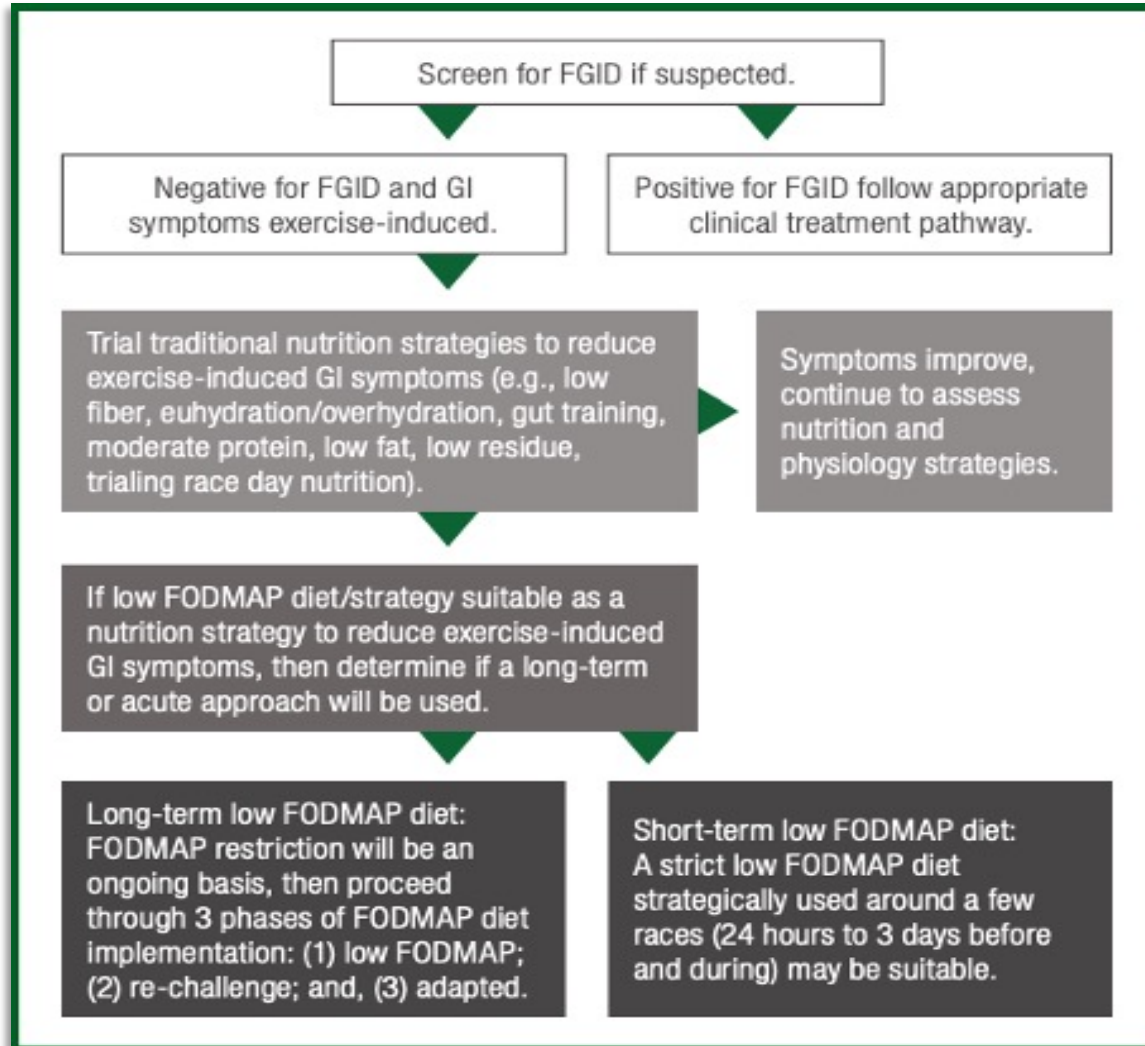 Screen for FGID if suspected.
Negative for FGID and GI
symptoms exercise-induced.
Positive for FGID follow appropriate
clinical treatment pathway.
Trial traditional nutrition strategies to reduce
exercise-induced GI symptoms (e.g., low
fiber, euhydration/overhydration, gut training,
moderate protein, low fat, low residue,
trialing race day nutrition).
Symptoms improve,
continue to assess
nutrition and
physiology strategies.
If low FODMAP diet/strategy suitable as a
nutrition strategy to reduce exercise-induced
GI symptoms, then determine if a long-term
or acute approach will be used.
Long-term low FODMAP diet:
FODMAP restriction will be an
ongoing basis, then proceed
through 3 phases of FODMAP diet
implementation: (1) low FODMAP;
(2) re-challenge; and, (3) adapted.
Short-term low FODMAP diet:
A strict low FODMAP diet
strategically used around a few
races (24 hours to 3 days before
and during) may be suitable.